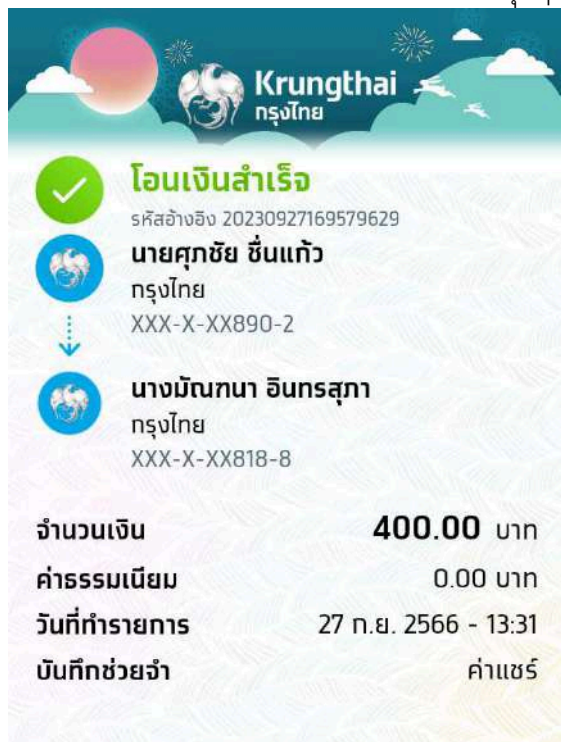 Krungthai
กรุงไทย
โอนเงินสำเร็จ
รหัสอ้างอิง 20230927169579629
นายศุภชัย ชื่นแก้ว
กรุงไทย
XXX-X-XX890-2
นางมัณฑนา อินทรสุภา
กรุงไทย
XXX-X-XX818-8
จำนวนเงิน 400.00 บาท
ค่าธรรมเนียม 0.00 บาท
วันที่ทำรายการ 27 ก.ย. 2566 - 13:31
บันทึกช่วยจำ ค่าแชร์